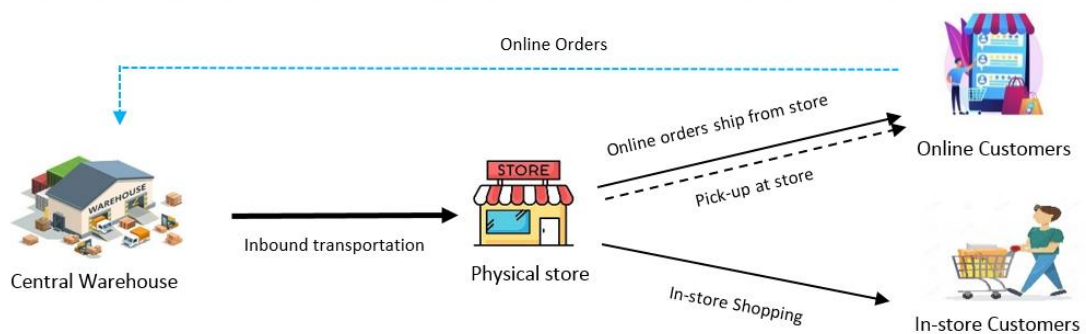 Online Orders
Online orders ship from store
Online Customers
Pick-up at store
STORE
WAREHOUSE
Inbound transportation
Physical store
Central Warehouse
In-store Shopping
In-store Customers